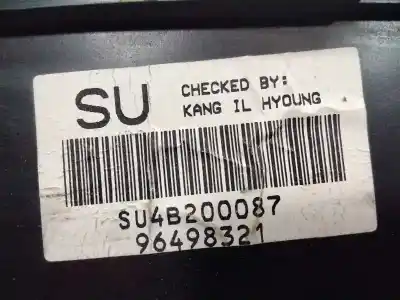 SU
CHECKED BY:
KANG IL HYOUNG
SU4B200087
96498321